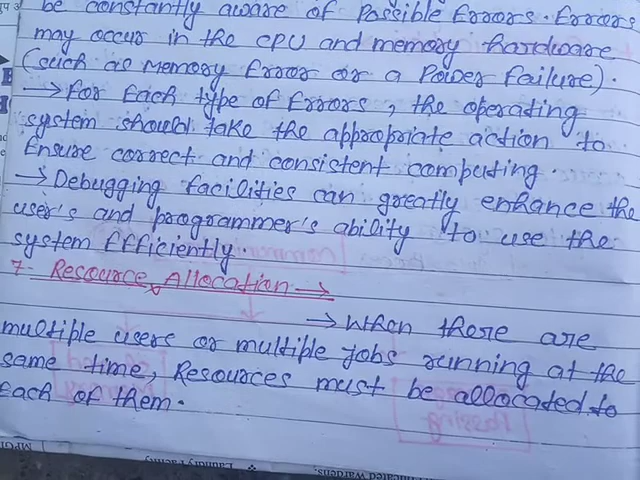 be constantly aware of Possible Errors. Errors
may occur in the CPU and memory hardware
(such as Memory Error or a Power Failure).
→ For Each type of Errors, the operating
system should take the appropriate action to
Ensure correct and consistent computing.
→ Debugging facilities can greatly enhance the
user's and programmer's ability to use the
system Efficiently.
7- Resource Allocation →
→ When there are
multiple users or multiple jobs running at the
same time, Resources must be allocated to
Each of them.